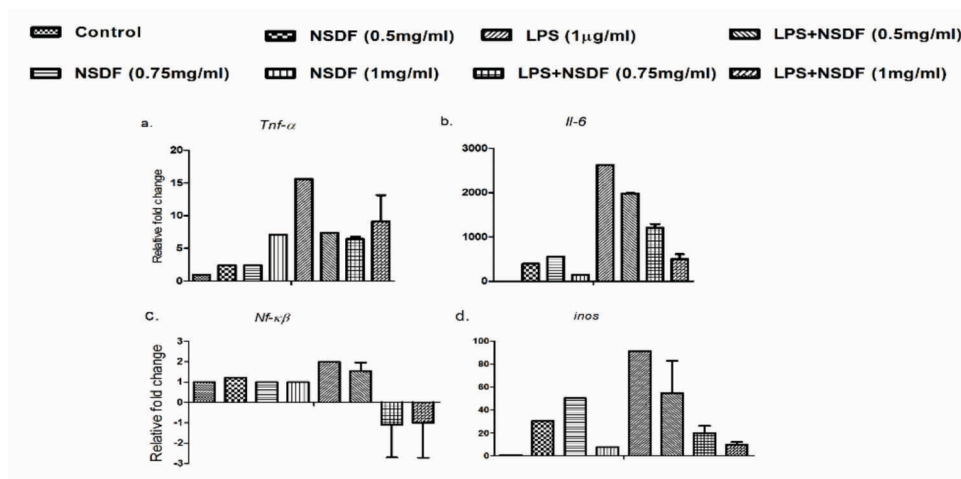 Control NSDF (0.5mg/ml) LPS (1µg/ml) LPS+NSDF (0.5mg/ml)
NSDF (0.75mg/ml) NSDF (1mg/ml) LPS+NSDF (0.75mg/ml) LPS+NSDF (1mg/ml)
a. Tnf-α
Relative fold change
20
15
10
5
0
b. Il-6
3000
2000
1000
0
c. Nf-κβ
Relative fold change
3
2
1
0
-1
-2
-3
d. inos
100
80
60
40
20
0